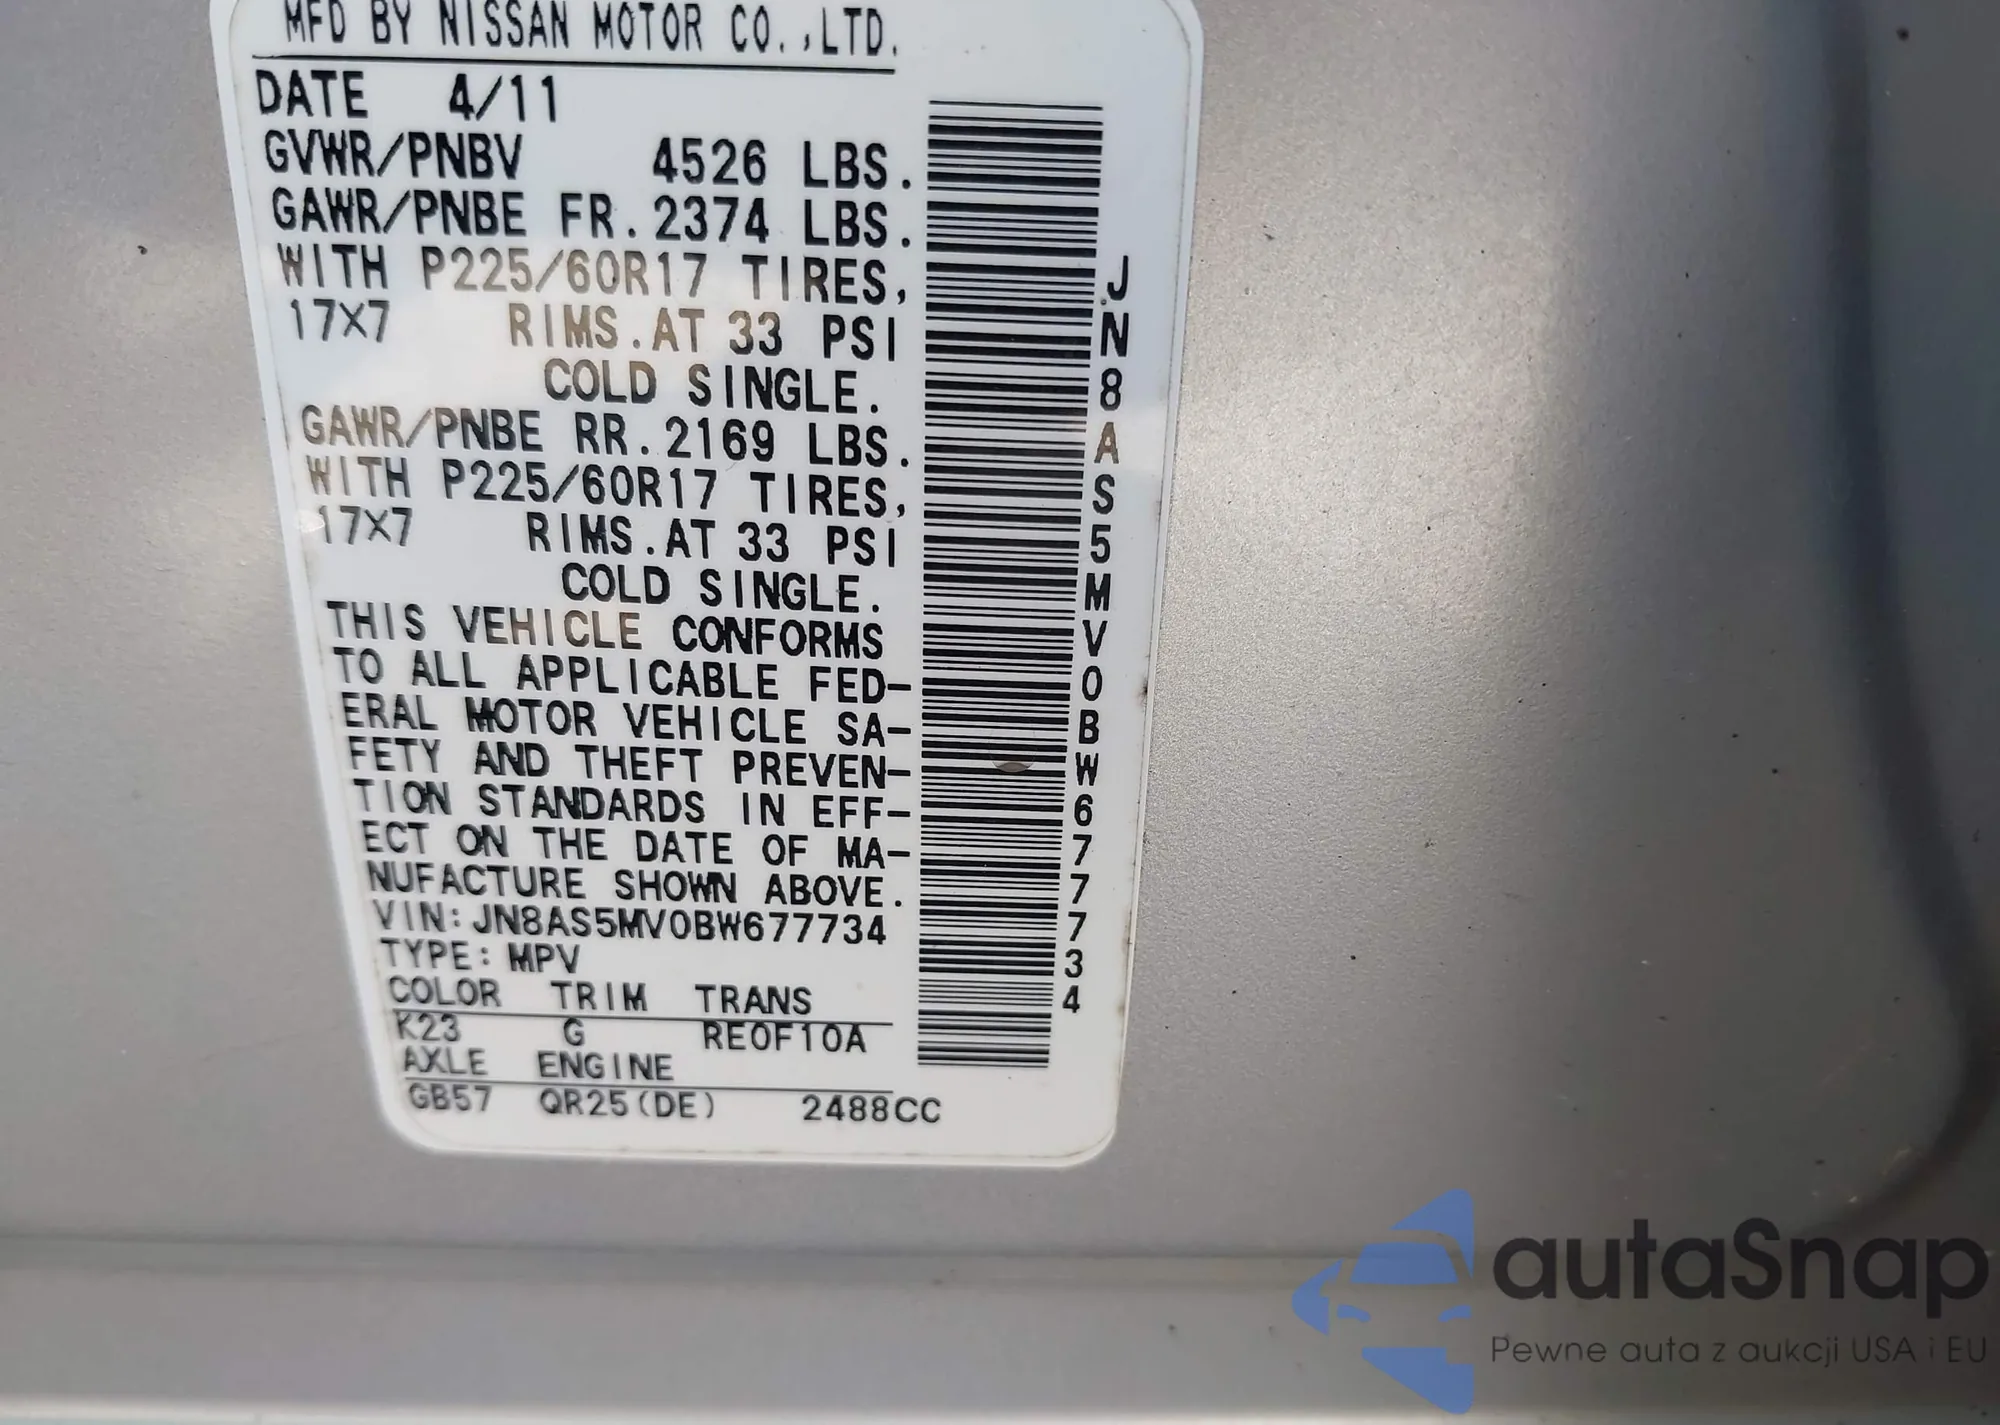 MFD BY NISSAN MOTOR CO.,LTD.
DATE 4/11
GVWR/PNBV 4526 LBS.
GAWR/PNBE FR.2374 LBS.
WITH P225/60R17 TIRES,
17X7 RIMS.AT 33 PSI
COLD SINGLE.
GAWR/PNBE RR.2169 LBS.
WITH P225/60R17 TIRES,
17X7 RIMS.AT 33 PSI
COLD SINGLE.
THIS VEHICLE CONFORMS
TO ALL APPLICABLE FED-
ERAL MOTOR VEHICLE SA-
FETY AND THEFT PREVEN-
TION STANDARDS IN EFF-
ECT ON THE DATE OF MA-
NUFACTURE SHOWN ABOVE.
VIN:JN8AS5MV0BW677734
TYPE:MPV
COLOR TRIM TRANS
K23 G RE0F10A
AXLE ENGINE
GB57 QR25(DE) 2488CC
JN8AS5MV0BW677734
autaSnap
Pewne auta z aukcji USA i EU